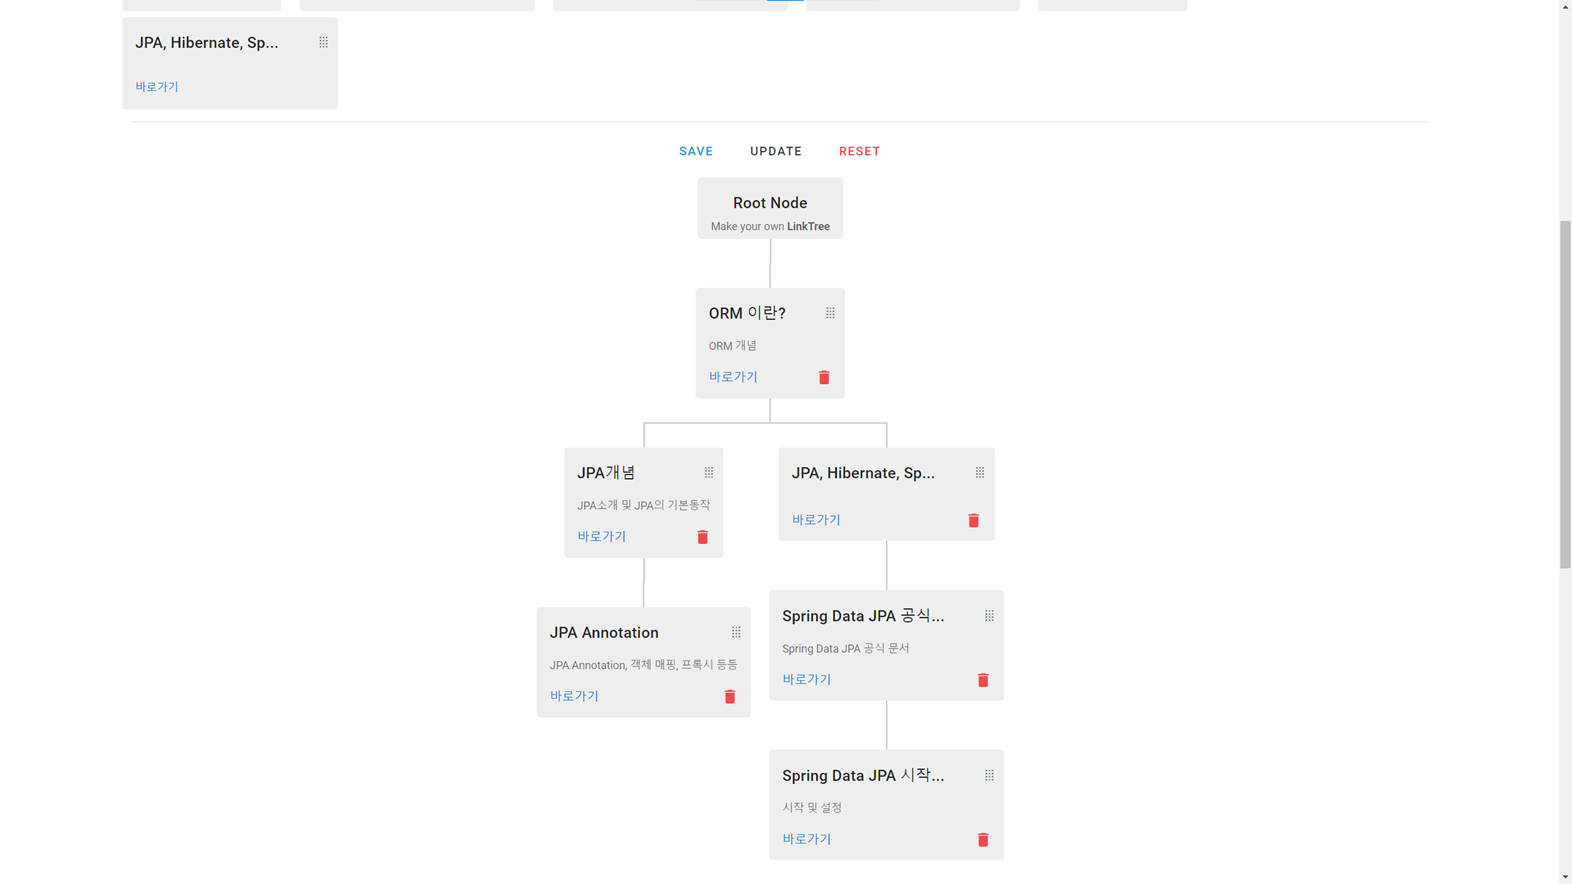 JPA, Hibernate, Sp...
바로가기
SAVE UPDATE RESET
Root Node
Make your own LinkTree
ORM 이란?
ORM 개념
바로가기
JPA개념
JPA소개 및 JPA의 기본동작
바로가기
JPA, Hibernate, Sp...
바로가기
JPA Annotation
JPA Annotation, 객체 매핑, 프록시 등등
바로가기
Spring Data JPA 공식...
Spring Data JPA 공식 문서
바로가기
Spring Data JPA 시작...
시작 및 설정
바로가기